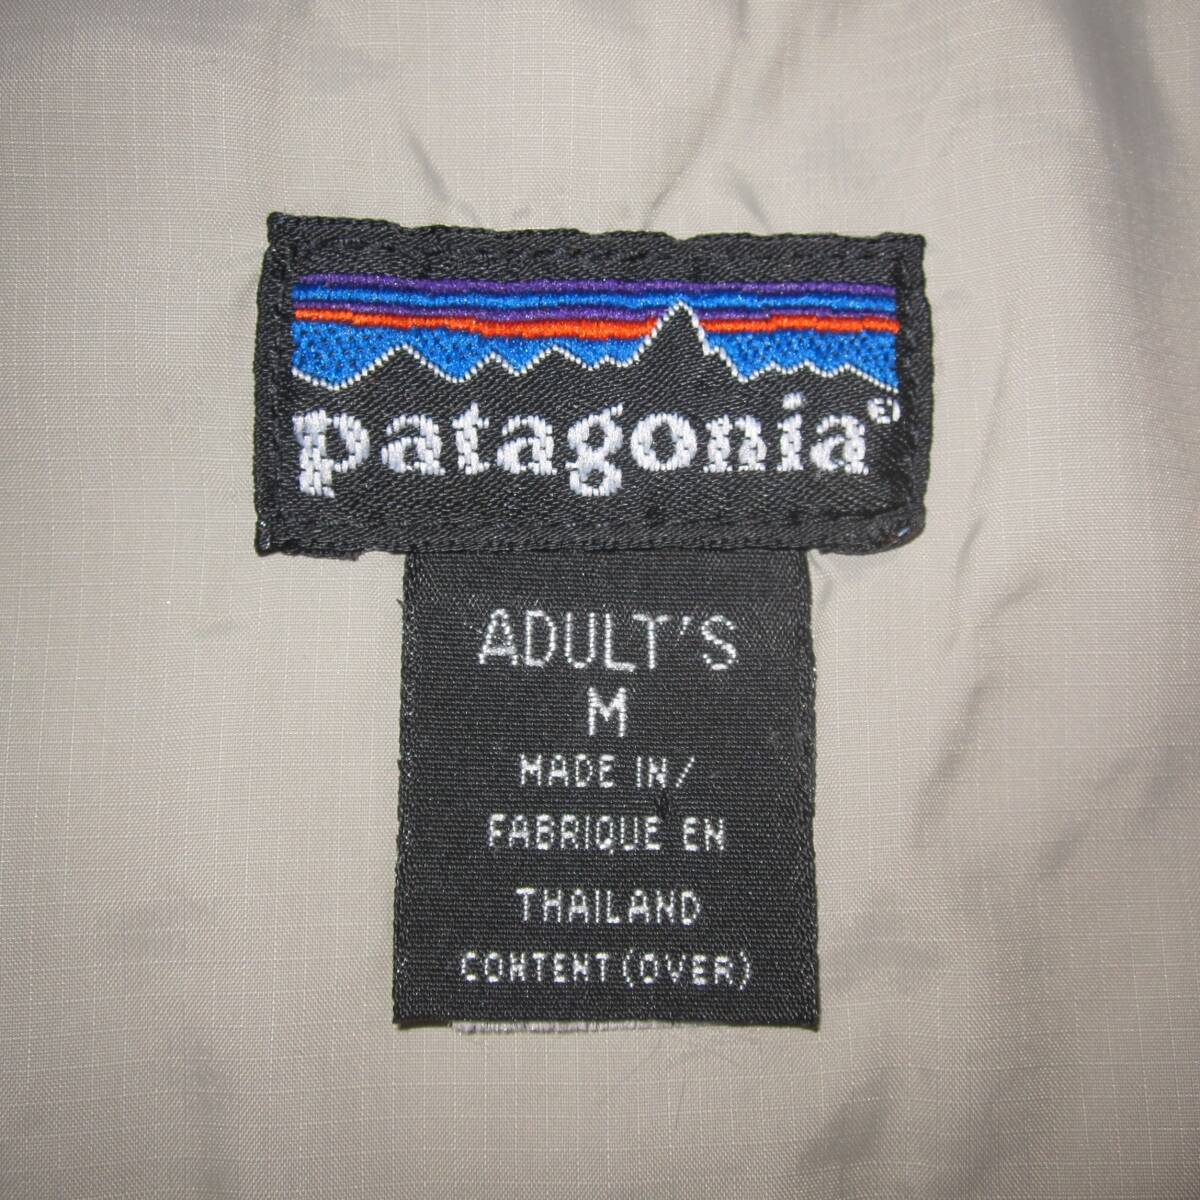 patagonia®
ADULT'S
M
MADE IN/
FABRIQUE EN
THAILAND
CONTENT (OVER)